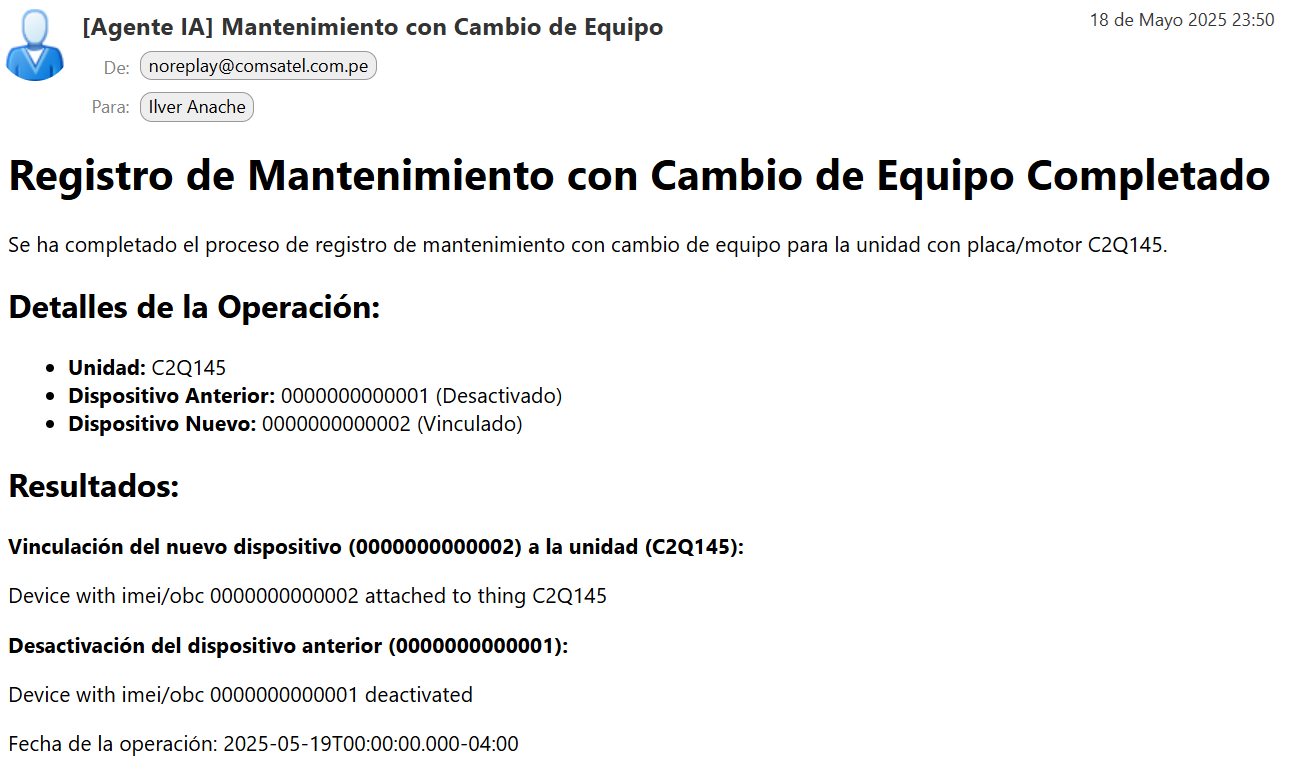 [Agente IA] Mantenimiento con Cambio de Equipo
18 de Mayo 2025 23:50
De: noreplay@comsatel.com.pe
Para: Ilver Anache
Registro de Mantenimiento con Cambio de Equipo Completado
Se ha completado el proceso de registro de mantenimiento con cambio de equipo para la unidad con placa/motor C2Q145.
Detalles de la Operación:
• Unidad: C2Q145
• Dispositivo Anterior: 0000000000001 (Desactivado)
• Dispositivo Nuevo: 0000000000002 (Vinculado)
Resultados:
Vinculación del nuevo dispositivo (0000000000002) a la unidad (C2Q145):
Device with imei/obc 0000000000002 attached to thing C2Q145
Desactivación del dispositivo anterior (0000000000001):
Device with imei/obc 0000000000001 deactivated
Fecha de la operación: 2025-05-19T00:00:00.000-04:00